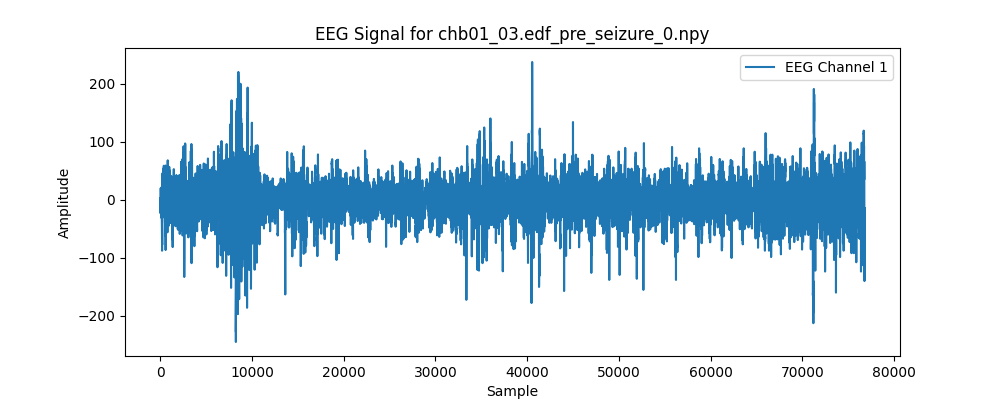 EEG Signal for chb01_03.edf_pre_seizure_0.npy
EEG Channel 1
200
100
0
−100
−200
Amplitude
0 10000 20000 30000 40000 50000 60000 70000 80000
Sample